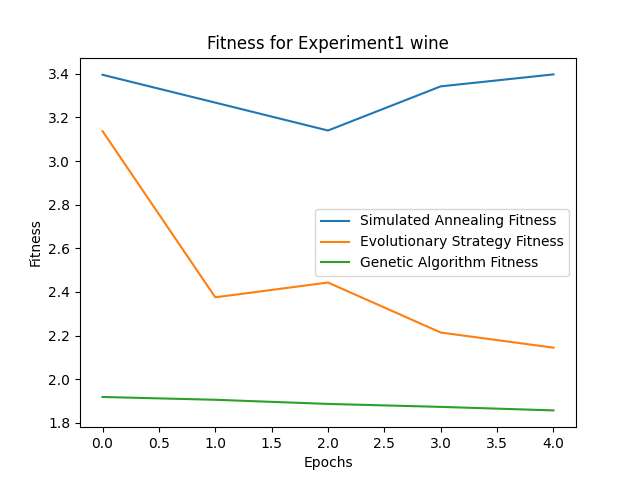 Fitness for Experiment1 wine
3.4
3.2
3.0
2.8
2.6
2.4
2.2
2.0
1.8
Fitness
Simulated Annealing Fitness
Evolutionary Strategy Fitness
Genetic Algorithm Fitness
0.0 0.5 1.0 1.5 2.0 2.5 3.0 3.5 4.0
Epochs